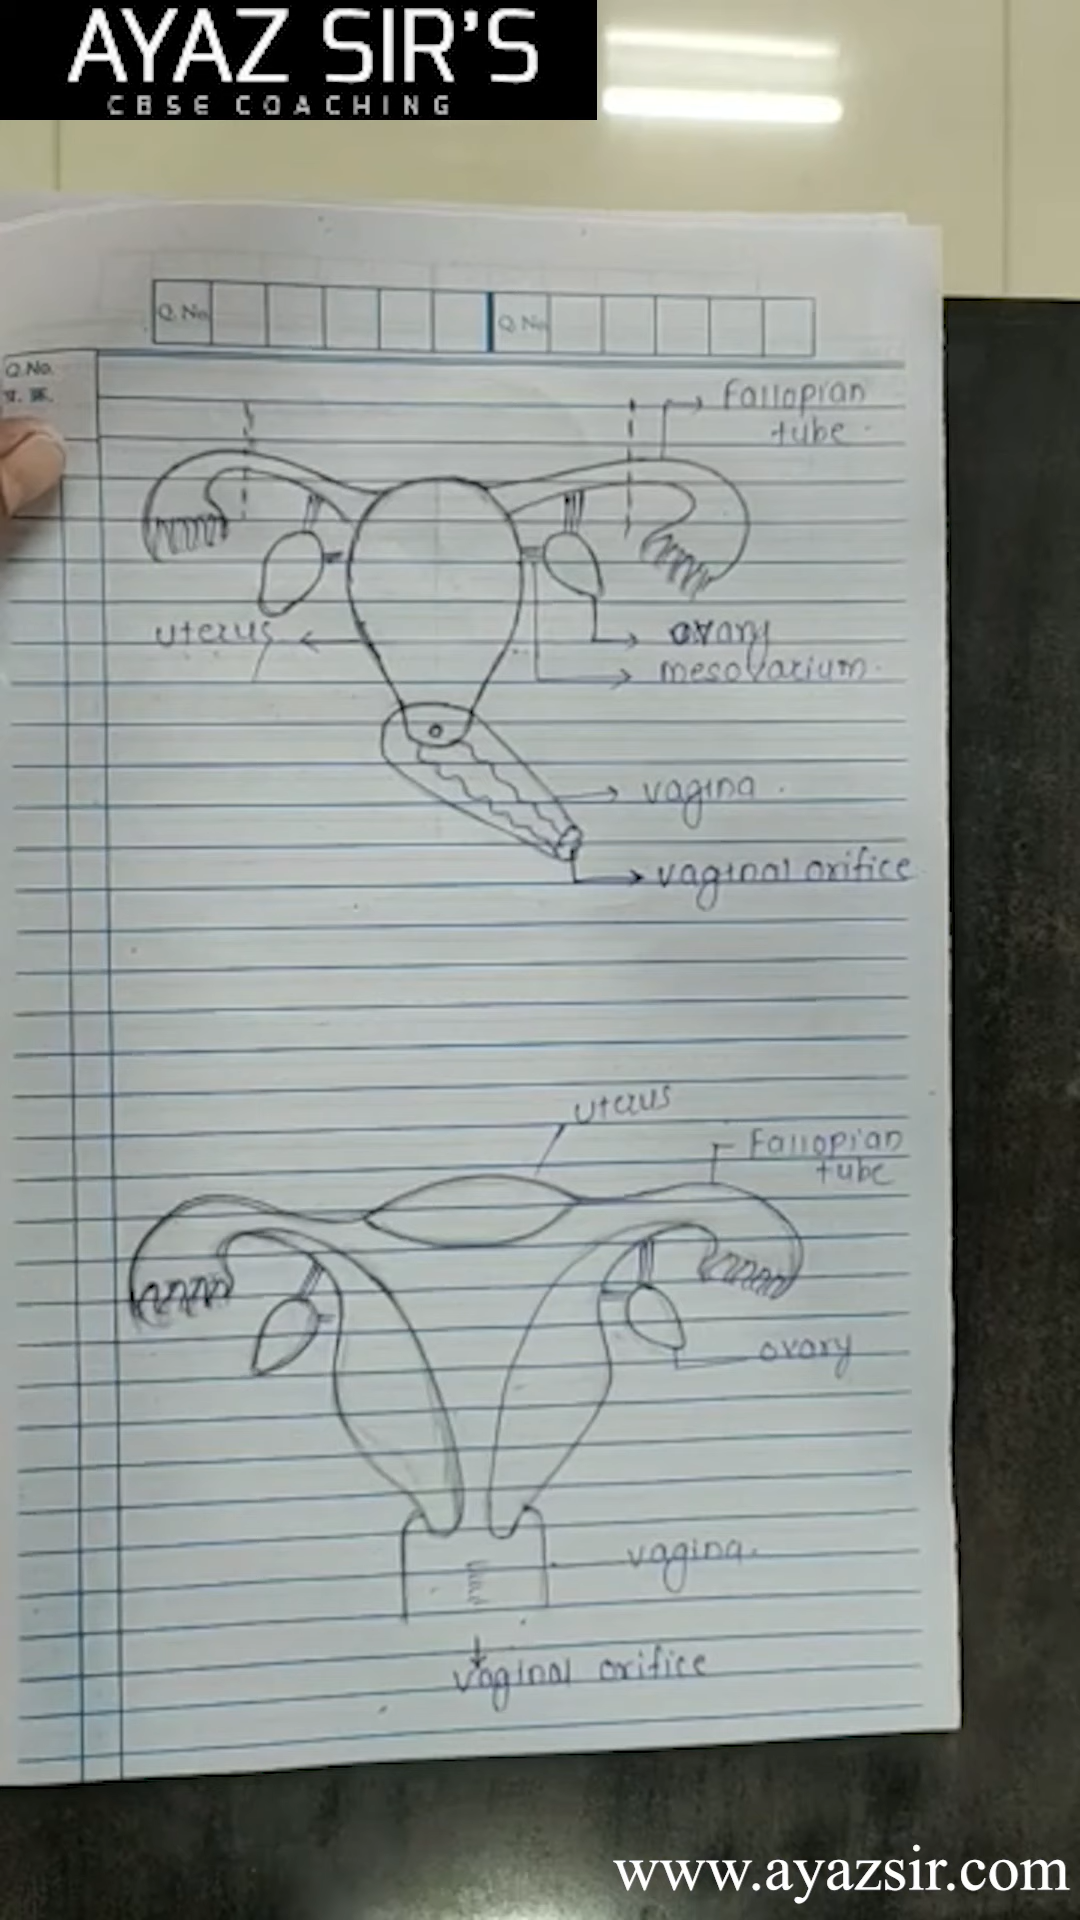 AYAZ SIR'S
CBSE COACHING
Q. No.
Q. No.
Q.No.
प्र. क्र.
Fallopian
tube
uterus
ovary
mesovarium
vagina
vaginal orifice
uterus
Fallopian
tube
ovary
vagina
vaginal orifice
www.ayazsir.com